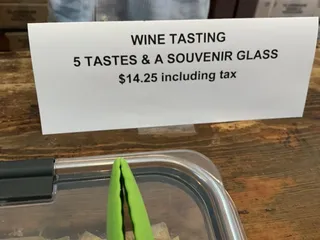 WINE TASTING
5 TASTES & A SOUVENIR GLASS
$14.25 including tax